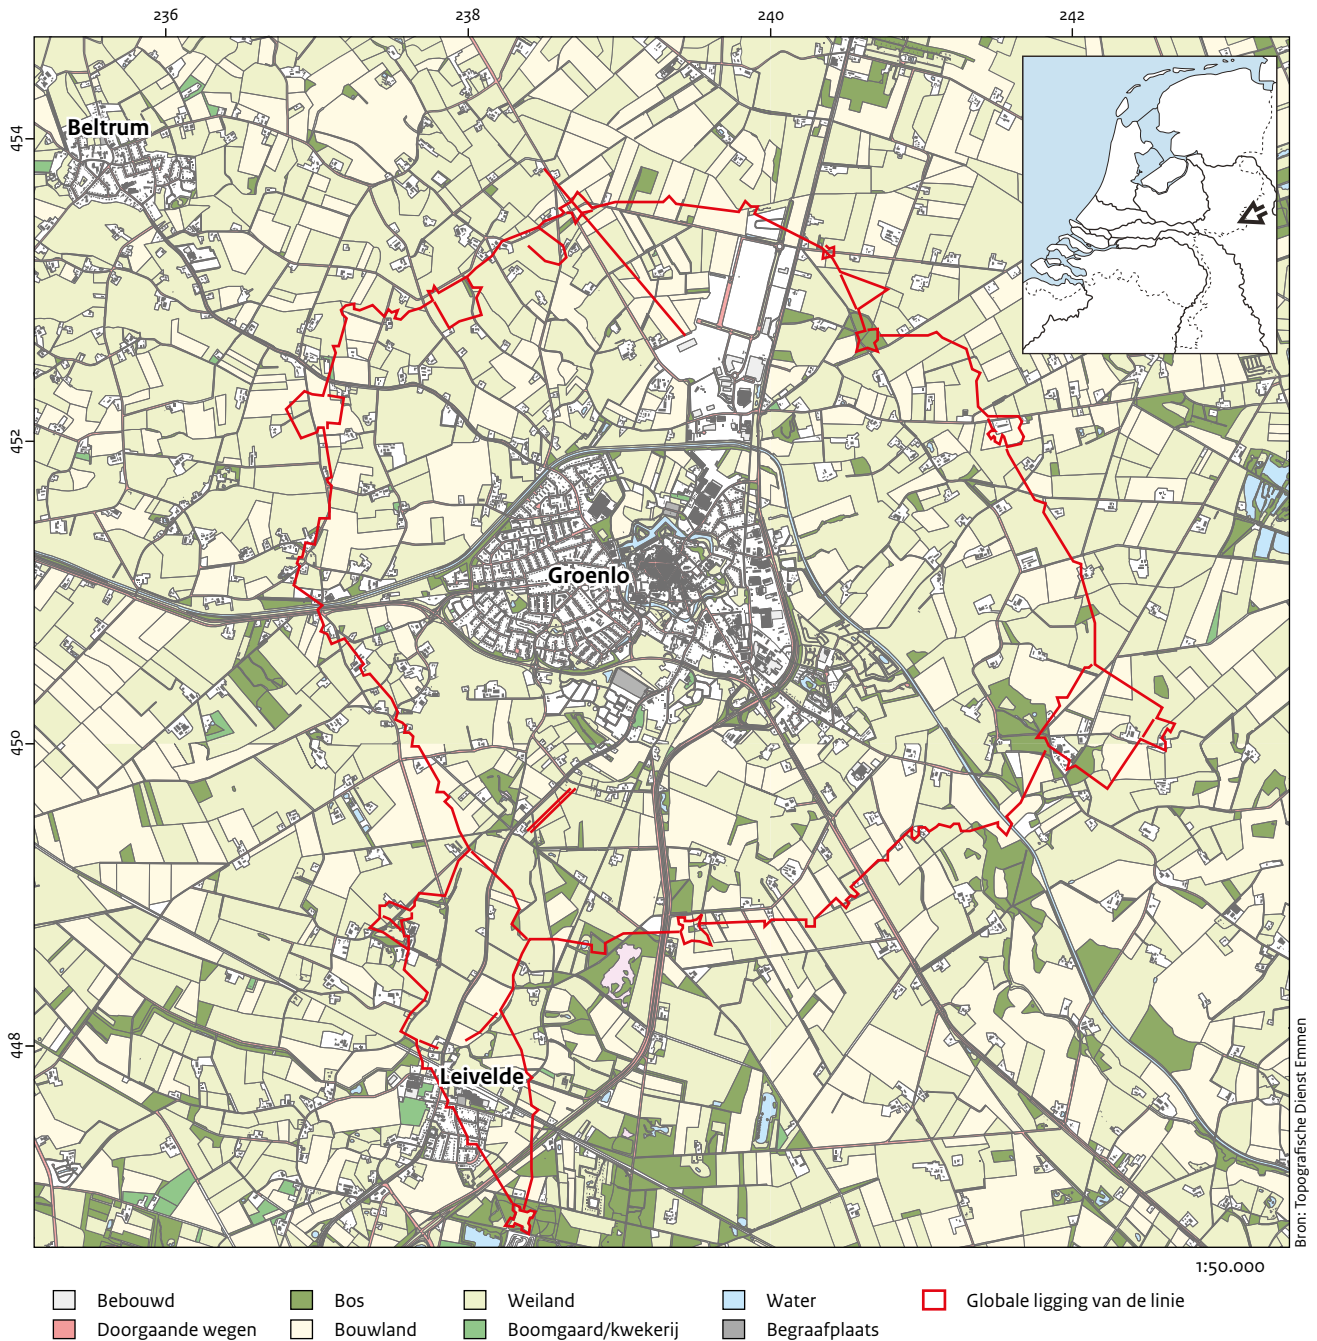 236 238 240 242
454
452
450
448
Beltrum
Groenlo
Leivelde
Bron: Topografische Dienst Emmen
1:50.000
Bebouwd Bos Weiland Water Globale ligging van de linie
Doorgaande wegen Bouwland Boomgaard/kwekerij Begraafplaats